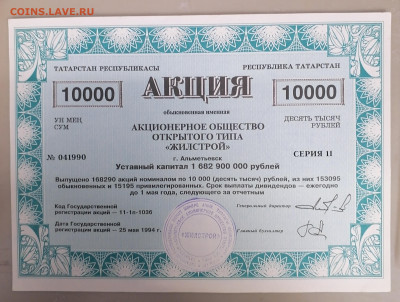 COINS.LAVE.RU
ТАТАРСТАН РЕСПУБЛИКАСЫ
РЕСПУБЛИКА ТАТАРСТАН
10000
АКЦИЯ
10000
обыкновенная именная
УН МЕҢ
СУМ
АКЦИОНЕРНОЕ ОБЩЕСТВО
ОТКРЫТОГО ТИПА
«ЖИЛСТРОЙ»
ДЕСЯТЬ ТЫСЯЧ
РУБЛЕЙ
№ 041990
г. Альметьевск
СЕРИЯ II
Уставный капитал 1 682 900 000 рублей
Выпущено 168290 акций номиналом по 10 000 (десять тысяч) рублей, из них 153095
обыкновенных и 15195 привилегированных. Срок выплаты дивидендов — ежегодно
до 1 мая года, следующего за отчетным
Код Государственной
регистрации акций — 11-1п-1036
Генеральный директор
Дата Государственной
регистрации акций — 25 мая 1994 г.
Главный бухгалтер